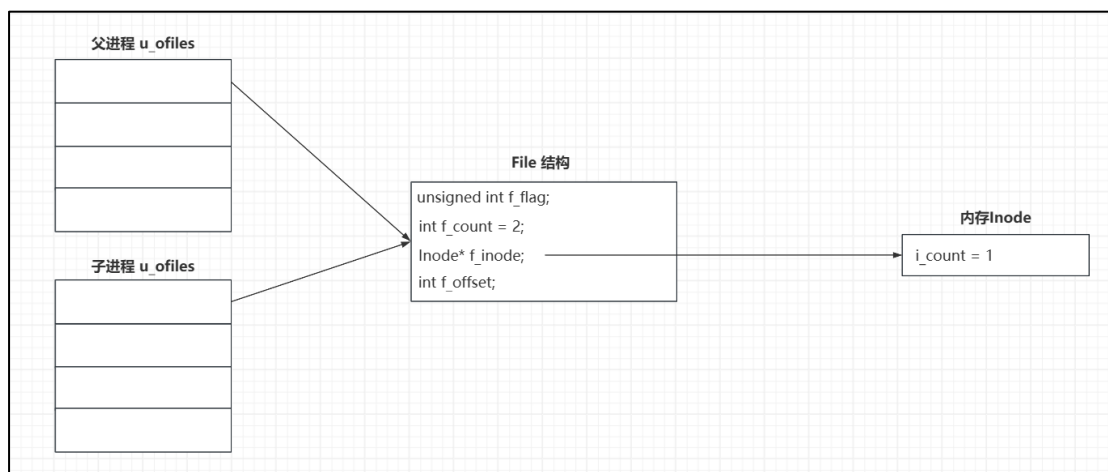 父进程 u_ofiles
File 结构
unsigned int f_flag;
int f_count = 2;
Inode* f_inode;
int f_offset;
内存Inode
i_count = 1
子进程 u_ofiles